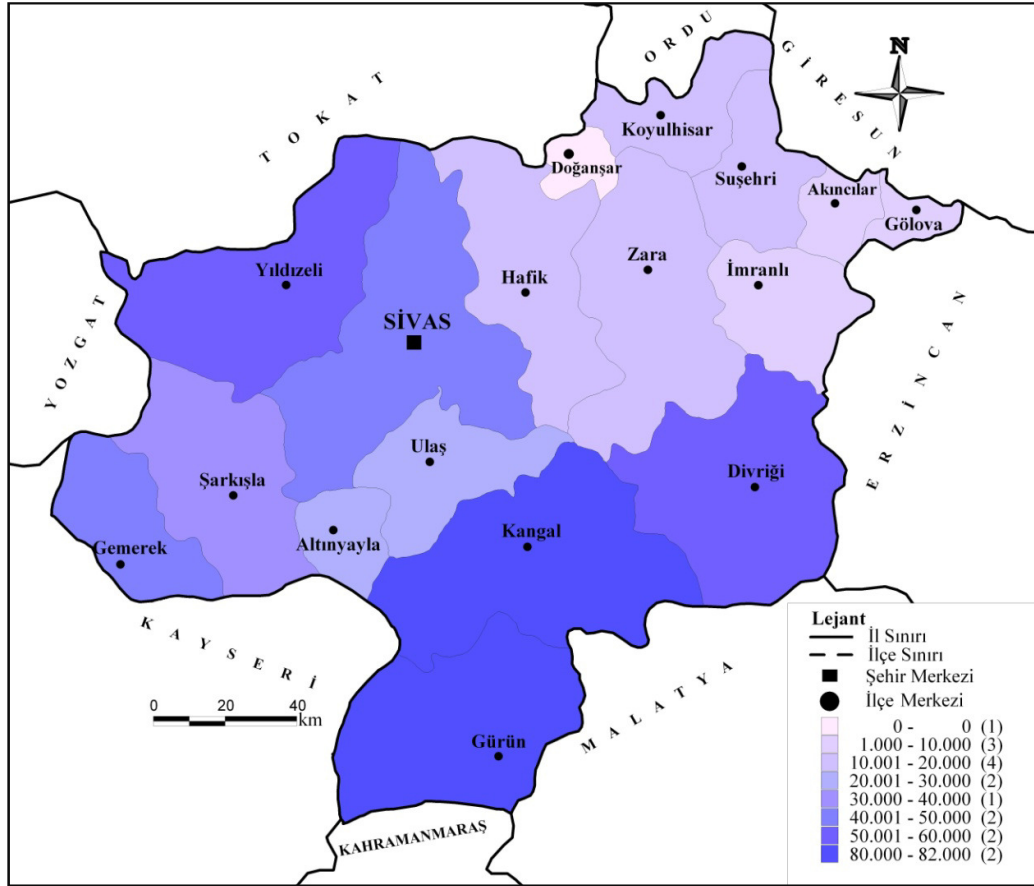 N
ORDU
GİRESUN
TOKAT
Koyulhisar
Doğanşar
Suşehri
Akıncılar
Gölova
Yıldızeli
Hafik
Zara
İmranlı
SİVAS
YOZGAT
ERZİNCAN
Ulaş
Divriği
Şarkışla
Kangal
Altınyayla
Gemerek
KAYSERİ
MALATYA
0 20 40
km
Gürün
KAHRAMANMARAŞ
Lejant
İl Sınırı
İlçe Sınırı
Şehir Merkezi
İlçe Merkezi
0 - 0 (1)
1.000 - 10.000 (3)
10.001 - 20.000 (4)
20.001 - 30.000 (2)
30.000 - 40.000 (1)
40.001 - 50.000 (2)
50.001 - 60.000 (2)
80.000 - 82.000 (2)